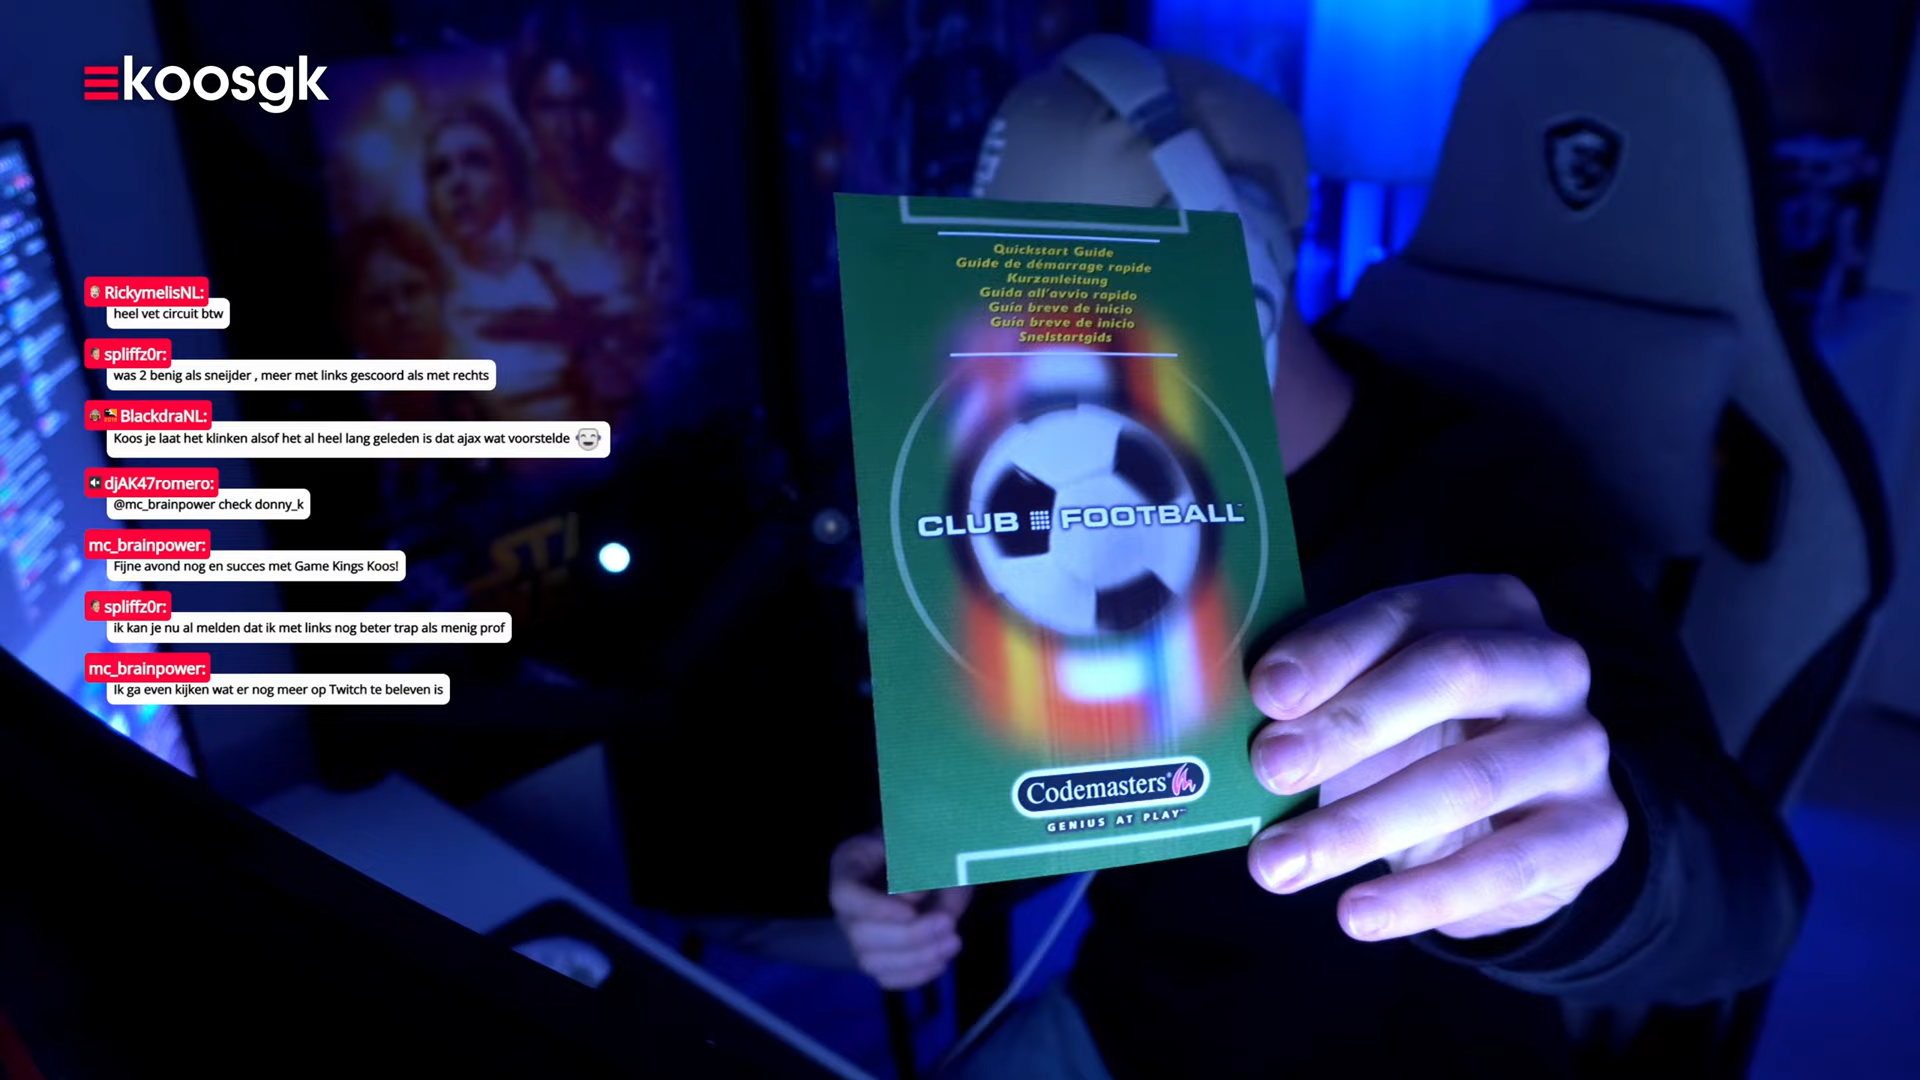 koosgk
RickymelisNL:
heel vet circuit btw
spliffz0r:
was 2 benig als sneijder , meer met links gescoord als met rechts
BlackdraNL:
Koos je laat het klinken alsof het al heel lang geleden is dat ajax wat voorstelde
djAK47romero:
@mc_brainpower check donny_k
mc_brainpower:
Fijne avond nog en succes met Game Kings Koos!
spliffz0r:
ik kan je nu al melden dat ik met links nog beter trap als menig prof
mc_brainpower:
Ik ga even kijken wat er nog meer op Twitch te beleven is
Quickstart Guide
Guide de démarrage rapide
Kurzanleitung
Guida all'avvio rapido
Guía breve de inicio
Guía breve de inicio
Snelstartgids
CLUB FOOTBALL™
Codemasters®
GENIUS AT PLAY™